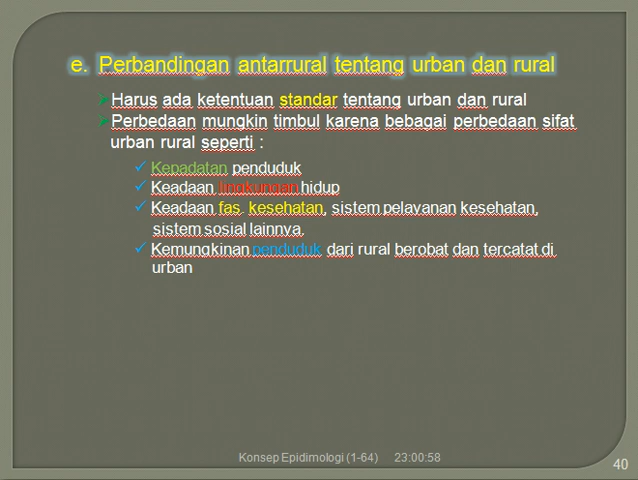 e. Perbandingan antarrural tentang urban dan rural
Harus ada ketentuan standar tentang urban dan rural
Perbedaan mungkin timbul karena bebagai perbedaan sifat
urban rural seperti :
Kepadatan penduduk
Keadaan lingkungan hidup
Keadaan fas. kesehatan, sistem pelayanan kesehatan,
sistem sosial lainnya.
Kemungkinan penduduk dari rural berobat dan tercatat di
urban
Konsep Epidimologi (1-64) 23:00:58
40